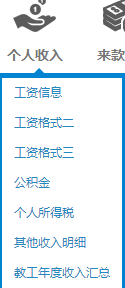 个人收入 来款
工资信息
工资格式二
工资格式三
公积金
个人所得税
其他收入明细
教工年度收入汇总